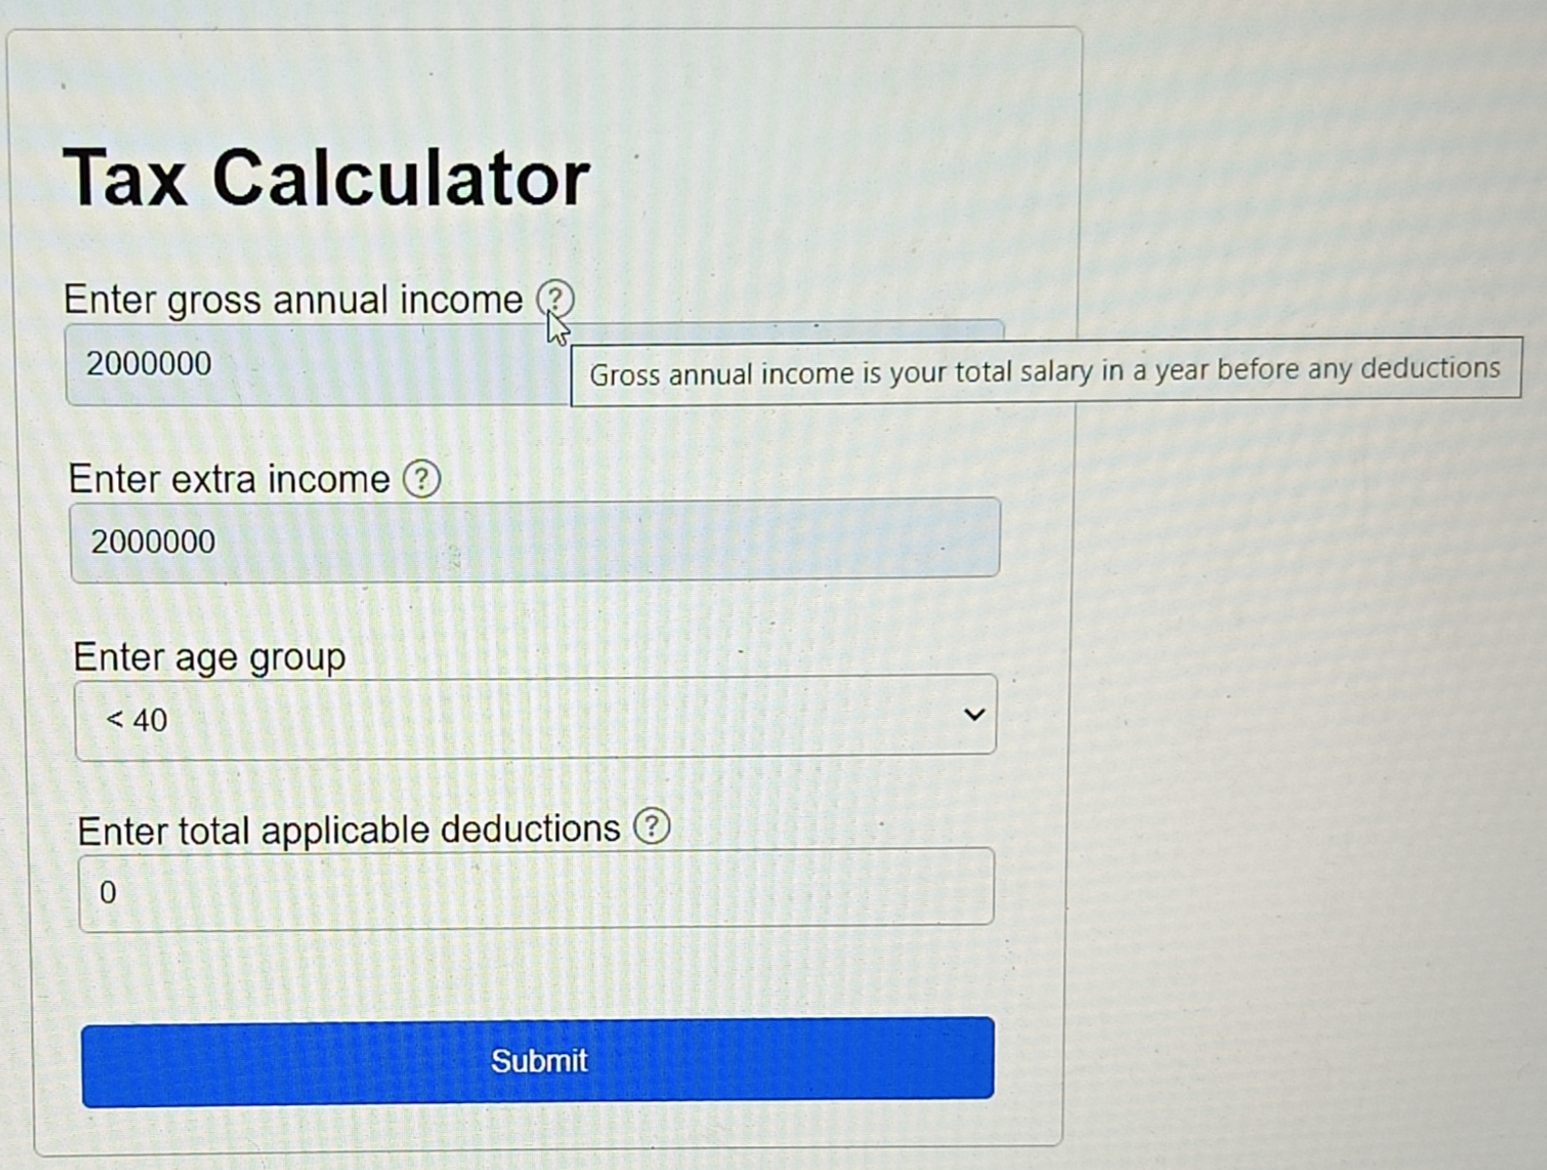 Tax Calculator
Enter gross annual income ?
2000000
Gross annual income is your total salary in a year before any deductions
Enter extra income ?
2000000
Enter age group
< 40
Enter total applicable deductions ?
0
Submit